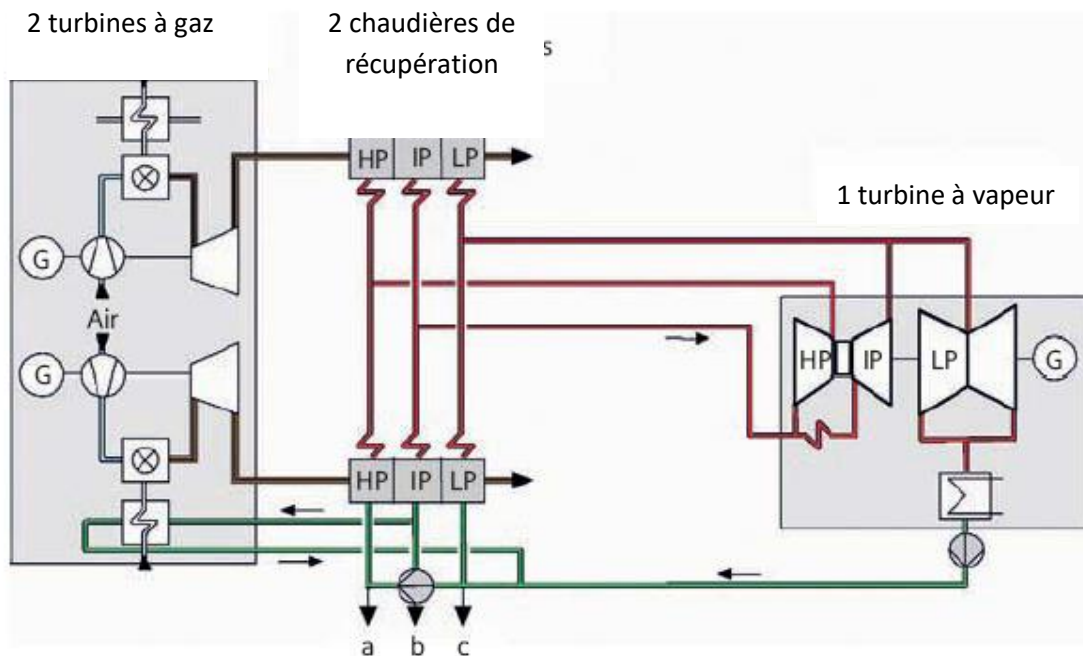 2 turbines à gaz
2 chaudières de
récupération
s
HP IP LP
1 turbine à vapeur
G
Air
G
HP IP LP G
HP IP LP
a b c